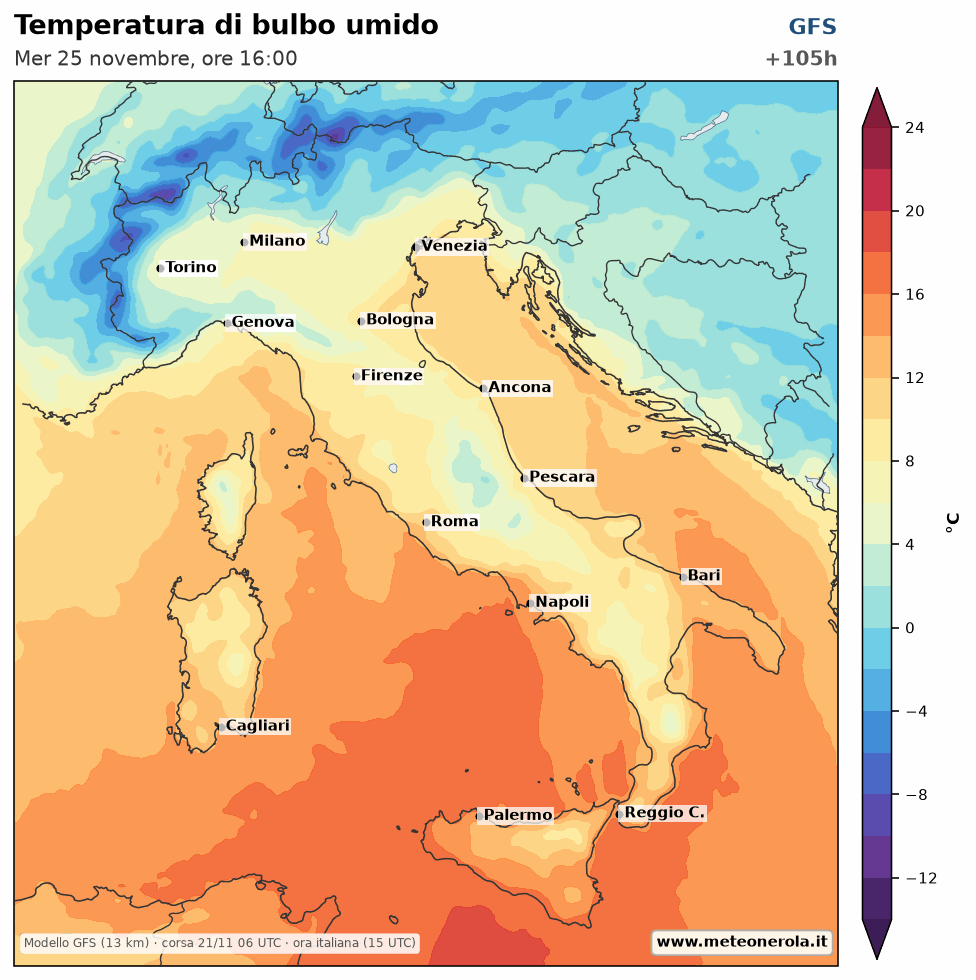 Temperatura di bulbo umido
GFS
Mer 25 novembre, ore 16:00
+105h
Milano
Venezia
Torino
Genova
Bologna
Firenze
Ancona
Pescara
Roma
Bari
Napoli
Cagliari
Palermo
Reggio C.
24
20
16
12
8
4
0
−4
−8
−12
°C
Modello GFS (13 km) · corsa 21/11 06 UTC · ora italiana (15 UTC)
www.meteonerola.it